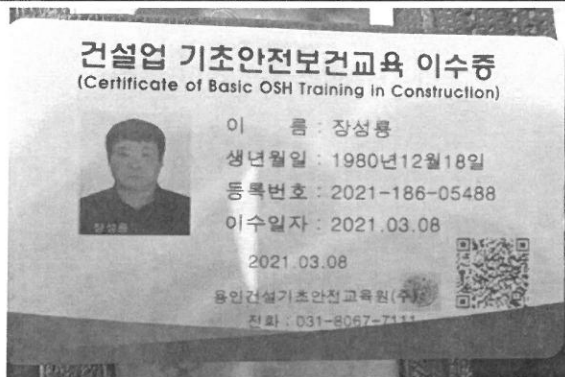 건설업 기초안전보건교육 이수증
(Certificate of Basic OSH Training in Construction)
이 름 : 장성룡
생년월일 : 1980년12월18일
등록번호 : 2021-186-05488
이수일자 : 2021.03.08
2021.03.08
용인건설기초안전교육원(주)
전화 : 031-8067-7111
장성룡